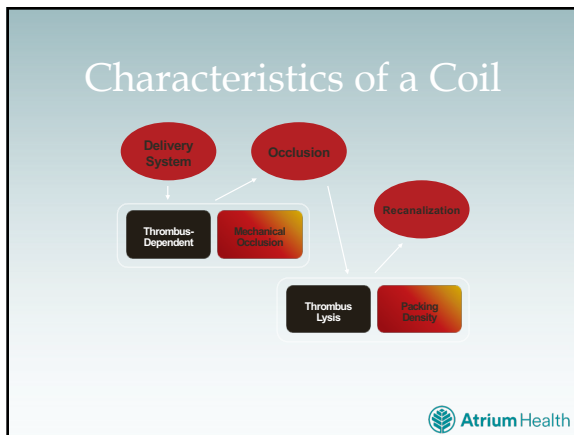 Characteristics of a Coil
Delivery
System
Occlusion
Thrombus-
Dependent
Mechanical
Occlusion
Recanalization
Thrombus
Lysis
Packing
Density
Atrium Health